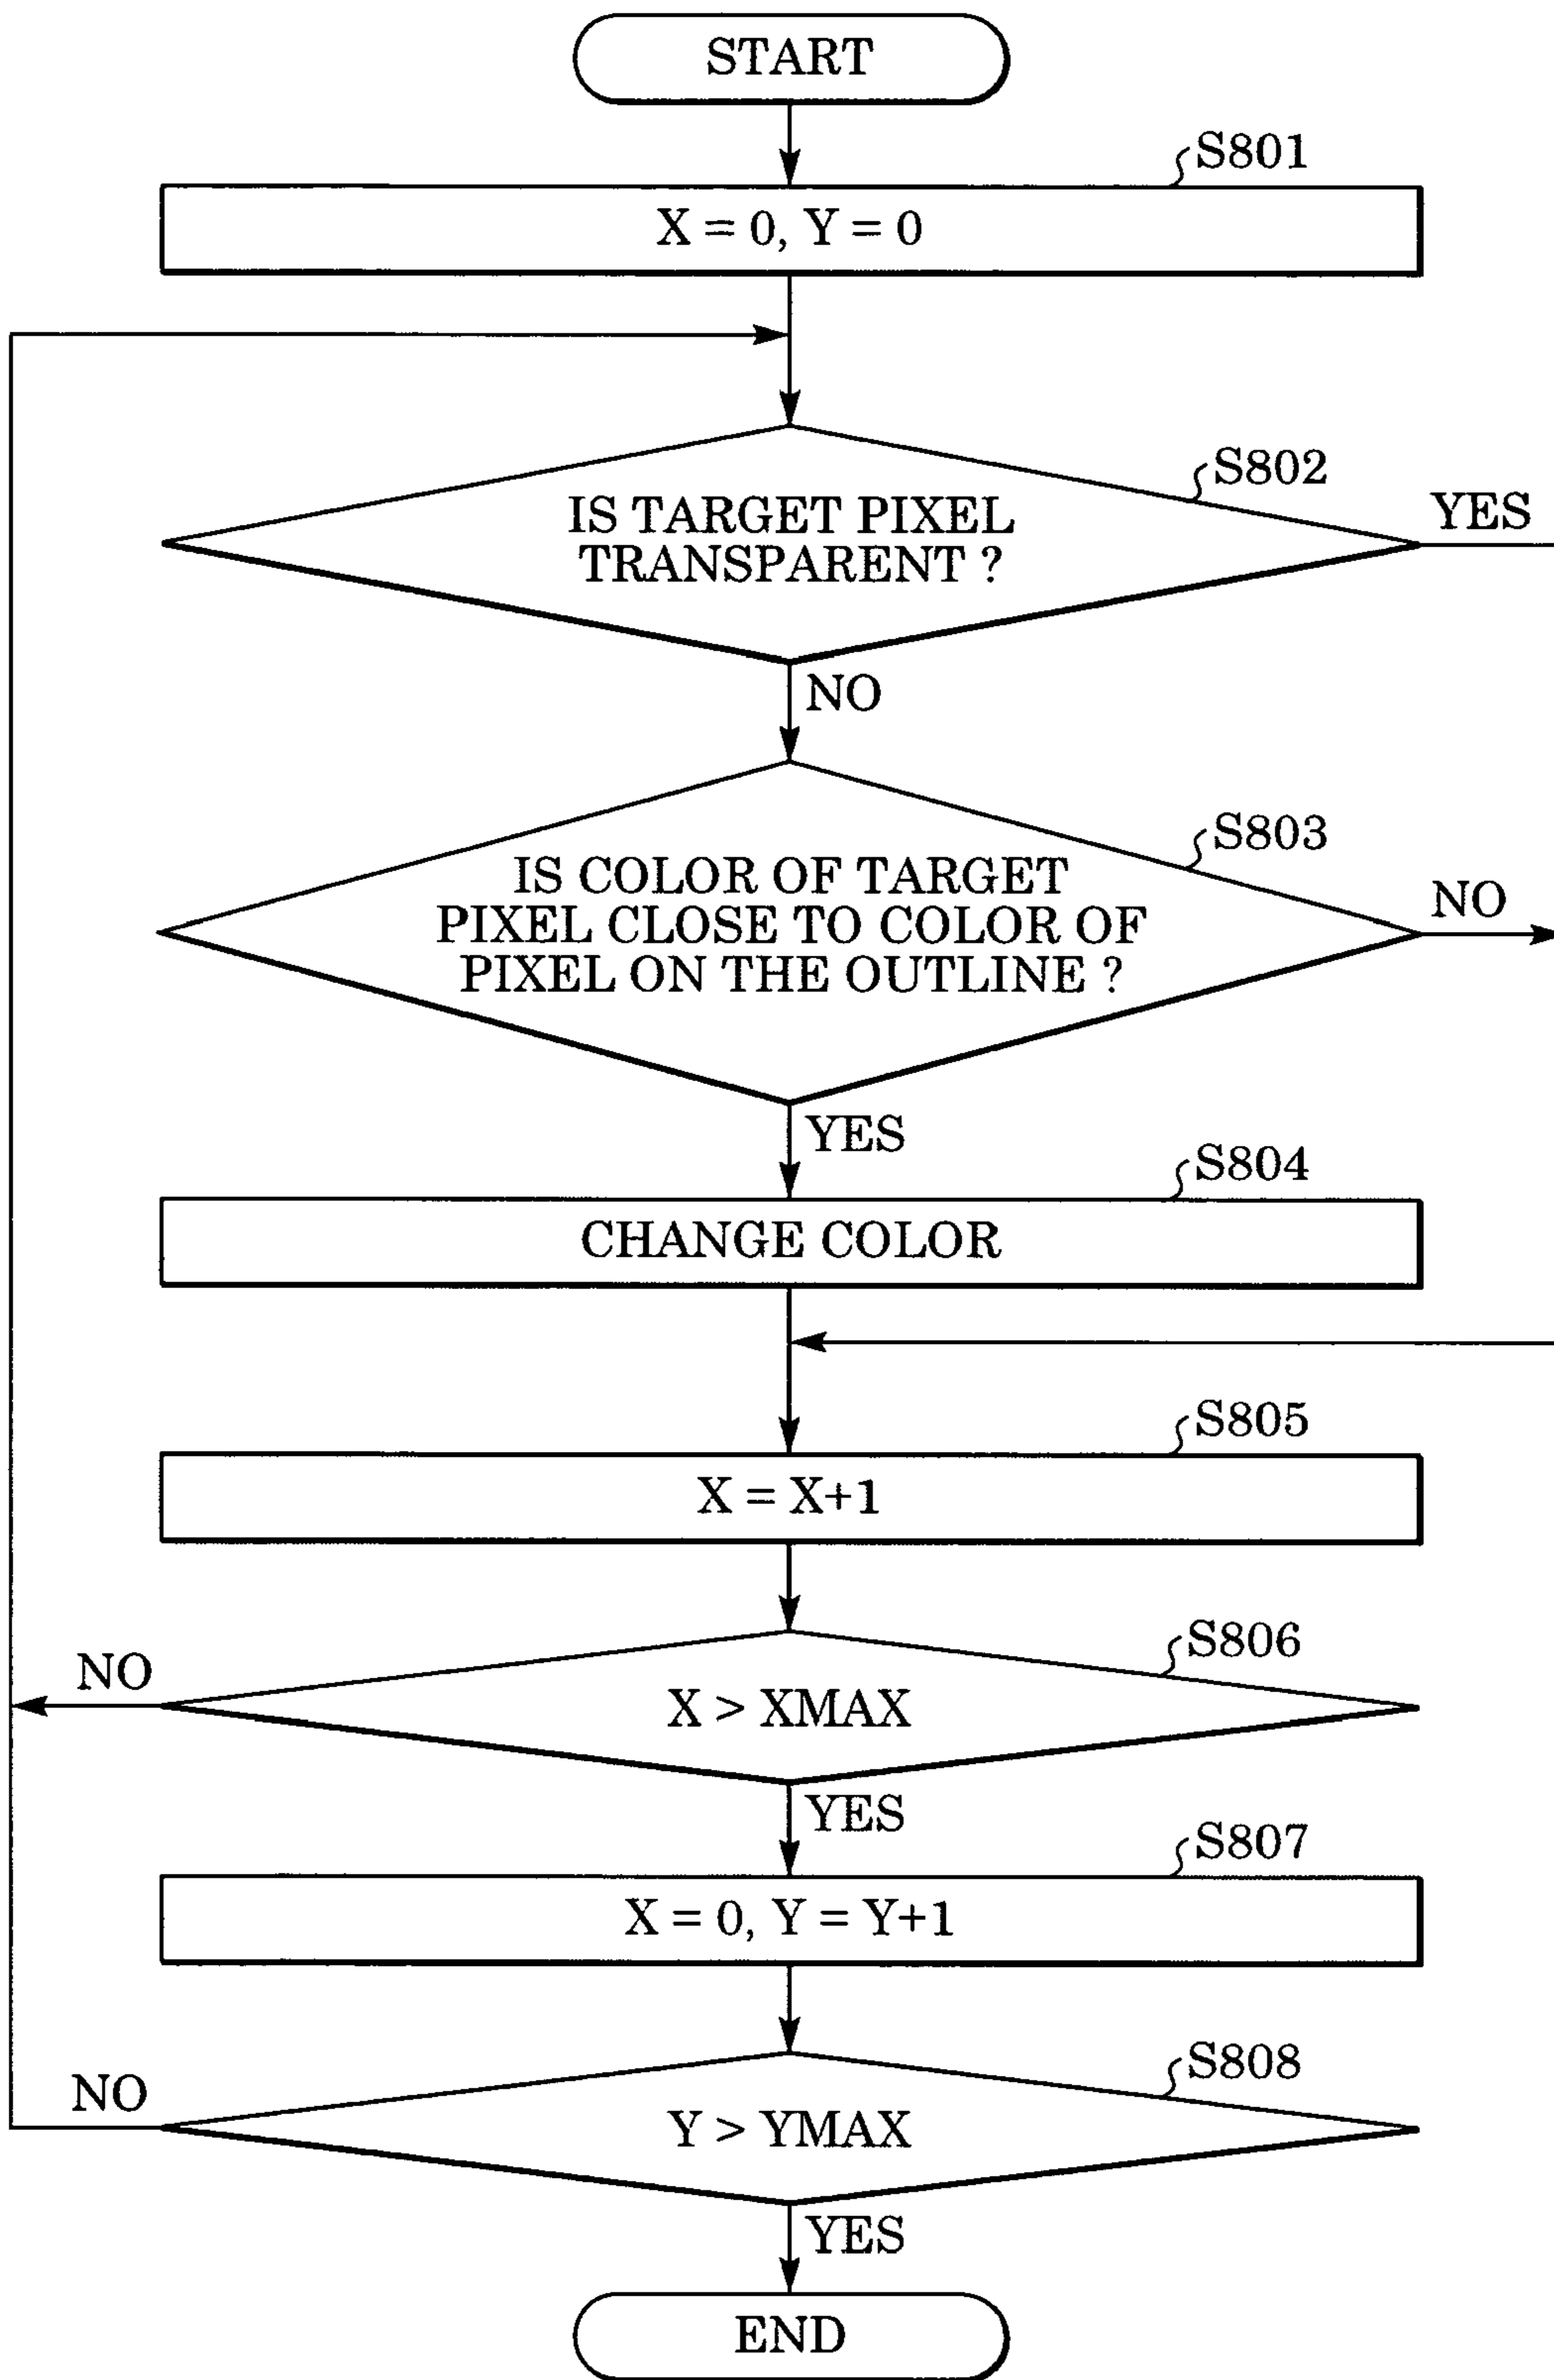 START
S801
X = 0, Y = 0
S802
YES
IS TARGET PIXEL
TRANSPARENT ?
NO
S803
IS COLOR OF TARGET
PIXEL CLOSE TO COLOR OF
PIXEL ON THE OUTLINE ?
NO
YES
S804
CHANGE COLOR
S805
X = X+1
S806
NO
X > XMAX
YES
S807
X = 0, Y = Y+1
S808
NO
Y > YMAX
YES
END